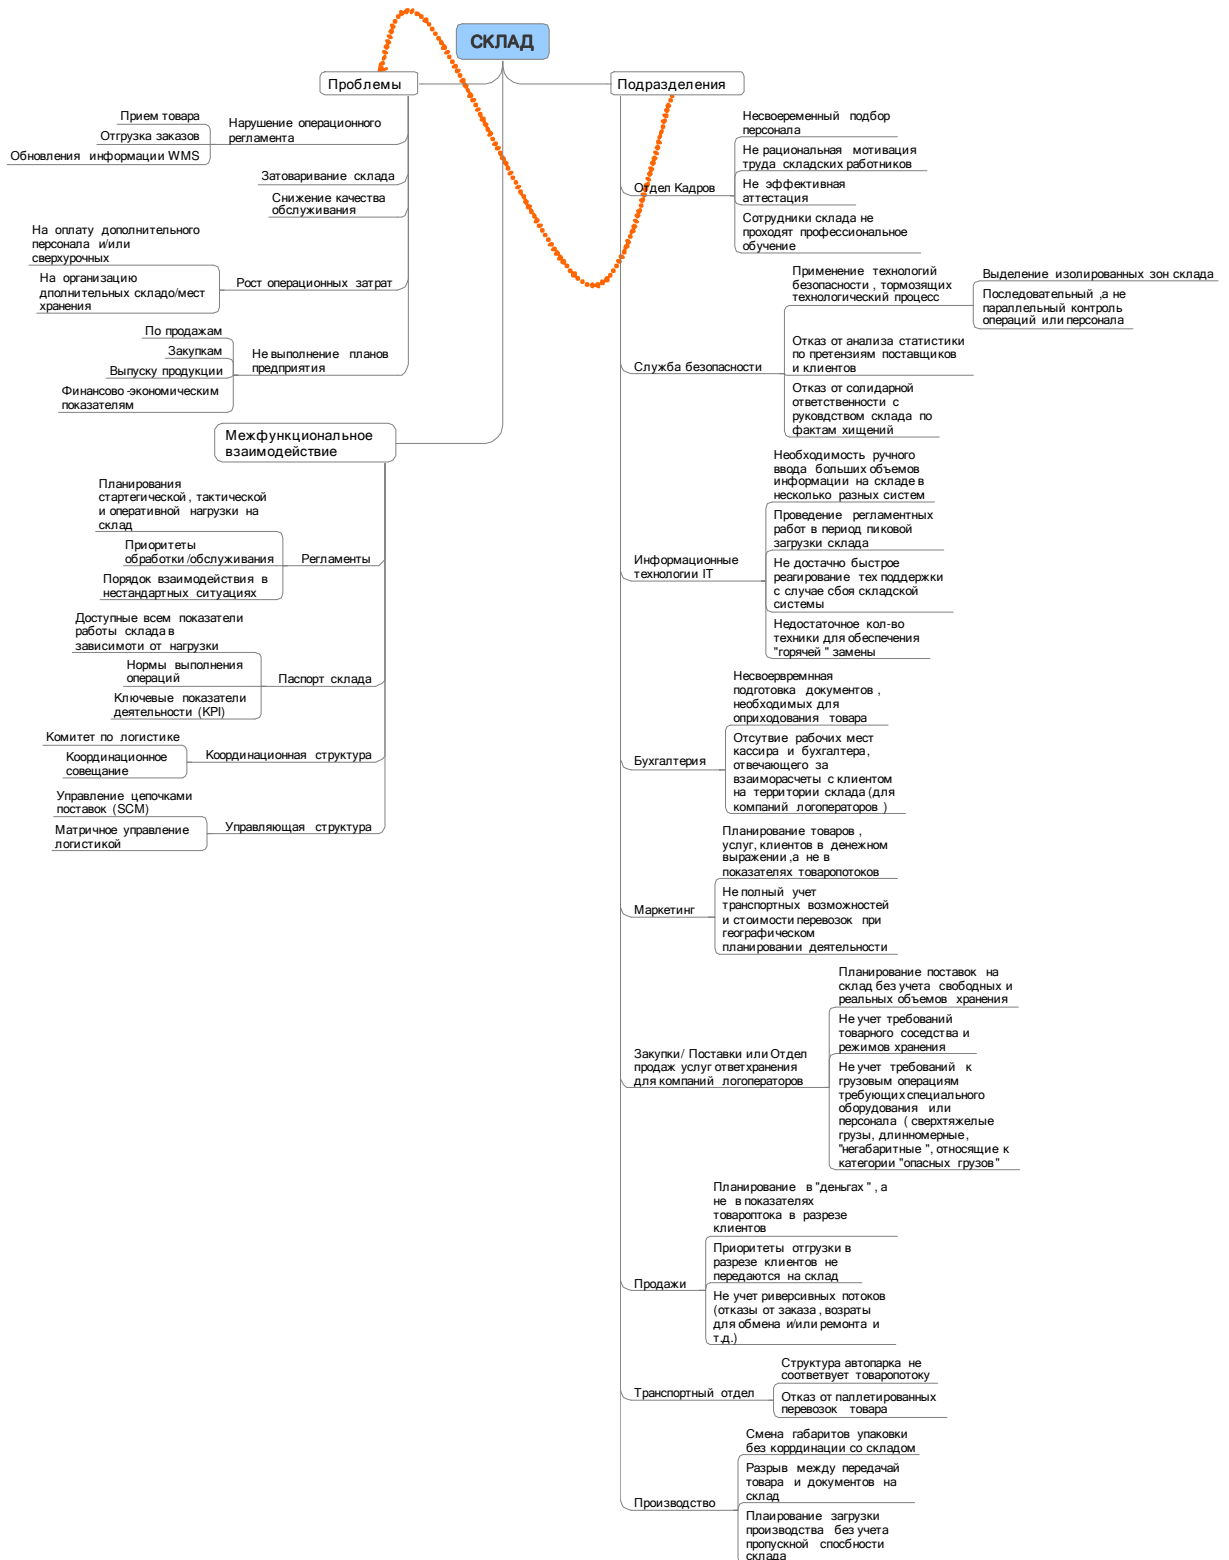 СКЛАД
Проблемы
Прием товара
Отгрузка заказов
Обновления информации WMS
Нарушение операционного
регламента
Затоваривание склада
Снижение качества
обслуживания
На оплату дополнительного
персонала и/или
сверхурочных
На организацию
дполнительных складо/мест
хранения
Рост операционных затрат
По продажам
Закупкам
Выпуску продукции
Финансово-экономическим
показателям
Не выполнение планов
предприятия
Межфункциональное
взаимодействие
Планирования
стартегической, тактической
и оперативной нагрузки на
склад
Приоритеты
обработки/обслуживания
Порядок взаимодействия в
нестандартных ситуациях
Регламенты
Доступные всем показатели
работы склада в
зависимоти от нагрузки
Нормы выполнения
операций
Ключевые показатели
деятельности (KPI)
Паспорт склада
Комитет по логистике
Координационное
совещание
Координационная структура
Управление цепочками
поставок (SCM)
Матричное управление
логистикой
Управляющая структура
Подразделения
Отдел Кадров
Несвоеременный подбор
персонала
Не рациональная мотивация
труда складских работников
Не эффективная
аттестация
Сотрудники склада не
проходят профессиональное
обучение
Служба безопасности
Применение технологий
безопасности, тормозящих
технологический процесс
Выделение изолированных зон склада
Последовательный ,а не
параллельный контроль
операций или персонала
Отказ от анализа статистики
по претензиям поставщиков
и клиентов
Отказ от солидарной
ответственности с
руковдством склада по
фактам хищений
Информационные
технологии IT
Необходимость ручного
ввода больших объемов
информации на складе в
несколько разных систем
Проведение регламентных
работ в период пиковой
загрузки склада
Не достачно быстрое
реагирование тех поддержки
с случае сбоя складской
системы
Недостаточное кол-во
техники для обеспечения
"горячей" замены
Бухгалтерия
Несвоервремнная
подготовка документов,
необходимых для
оприходования товара
Отсутвие рабочих мест
кассира и бухгалтера,
отвечающего за
взаиморасчеты с клиентом
на территории склада (для
компаний логоператоров)
Маркетинг
Планирование товаров,
услуг, клиентов в денежном
выражении ,а не в
показателях товаропотоков
Не полный учет
транспортных возможностей
и стоимости перевозок при
географическом
планировании деятельности
Закупки/ Поставки или Отдел
продаж услуг ответхранения
для компаний логоператоров
Планирование поставок на
склад без учета свободных и
реальных объемов хранения
Не учет требований
товарного соседства и
режимов хранения
Не учет требований к
грузовым операциям
требующих специального
оборудования или
персонала ( сверхтяжелые
грузы, длинномерные,
"негабаритные", относящие к
категории "опасных грузов"
Продажи
Планирование в "деньгах", а
не в показателях
товароптока в разрезе
клиентов
Приоритеты отгрузки в
разрезе клиентов не
передаются на склад
Не учет риверсивных потоков
(отказы от заказа, возраты
для обмена и/или ремонта и
т.д.)
Транспортный отдел
Структура автопарка не
соответвует товаропотоку
Отказ от паллетированных
перевозок товара
Производство
Смена габаритов упаковки
без коррдинации со складом
Разрыв между передачай
товара и документов на
склад
Плаирование загрузки
производства без учета
пропускной спосбности
склада